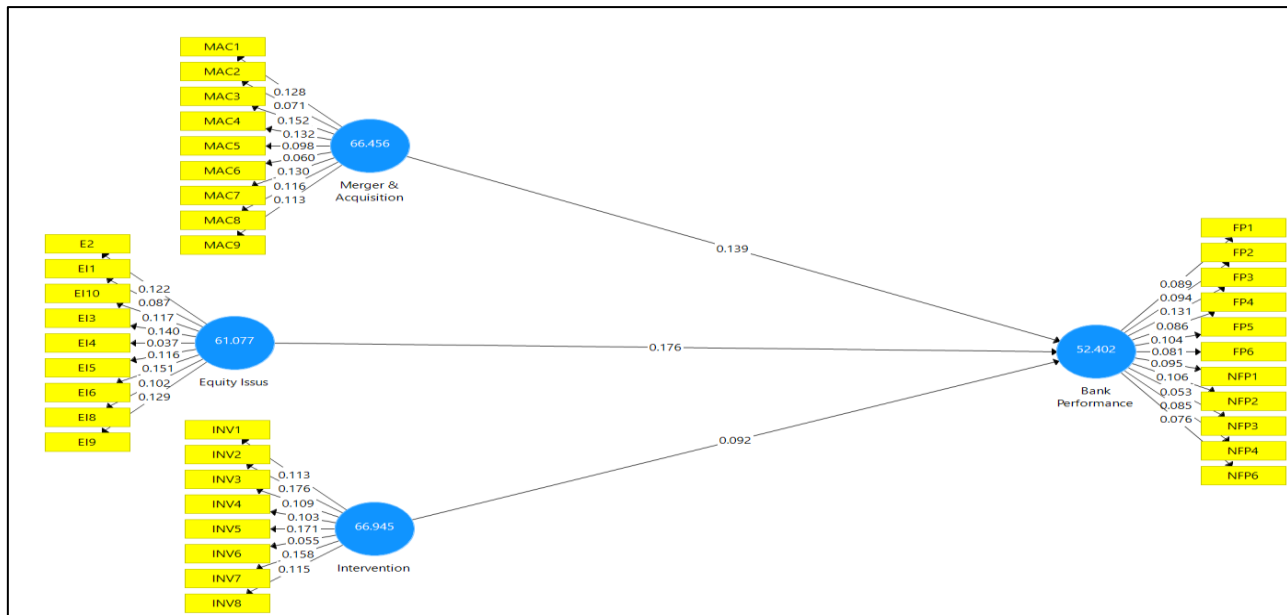 MAC1
MAC2
MAC3
MAC4
MAC5
MAC6
MAC7
MAC8
MAC9
0.128
0.071
0.152
0.132
0.098
0.060
0.130
0.116
0.113
66.456
Merger &
Acquisition
0.139
E2
EI1
EI10
EI3
EI4
EI5
EI6
EI8
EI9
0.122
0.087
0.117
0.140
0.037
0.116
0.151
0.102
0.129
61.077
Equity Issus
0.176
INV1
INV2
INV3
INV4
INV5
INV6
INV7
INV8
0.113
0.176
0.109
0.103
0.171
0.055
0.158
0.115
66.945
Intervention
0.092
52.402
Bank
Performance
0.089
0.094
0.131
0.086
0.104
0.081
0.095
0.106
0.053
0.085
0.076
FP1
FP2
FP3
FP4
FP5
FP6
NFP1
NFP2
NFP3
NFP4
NFP6